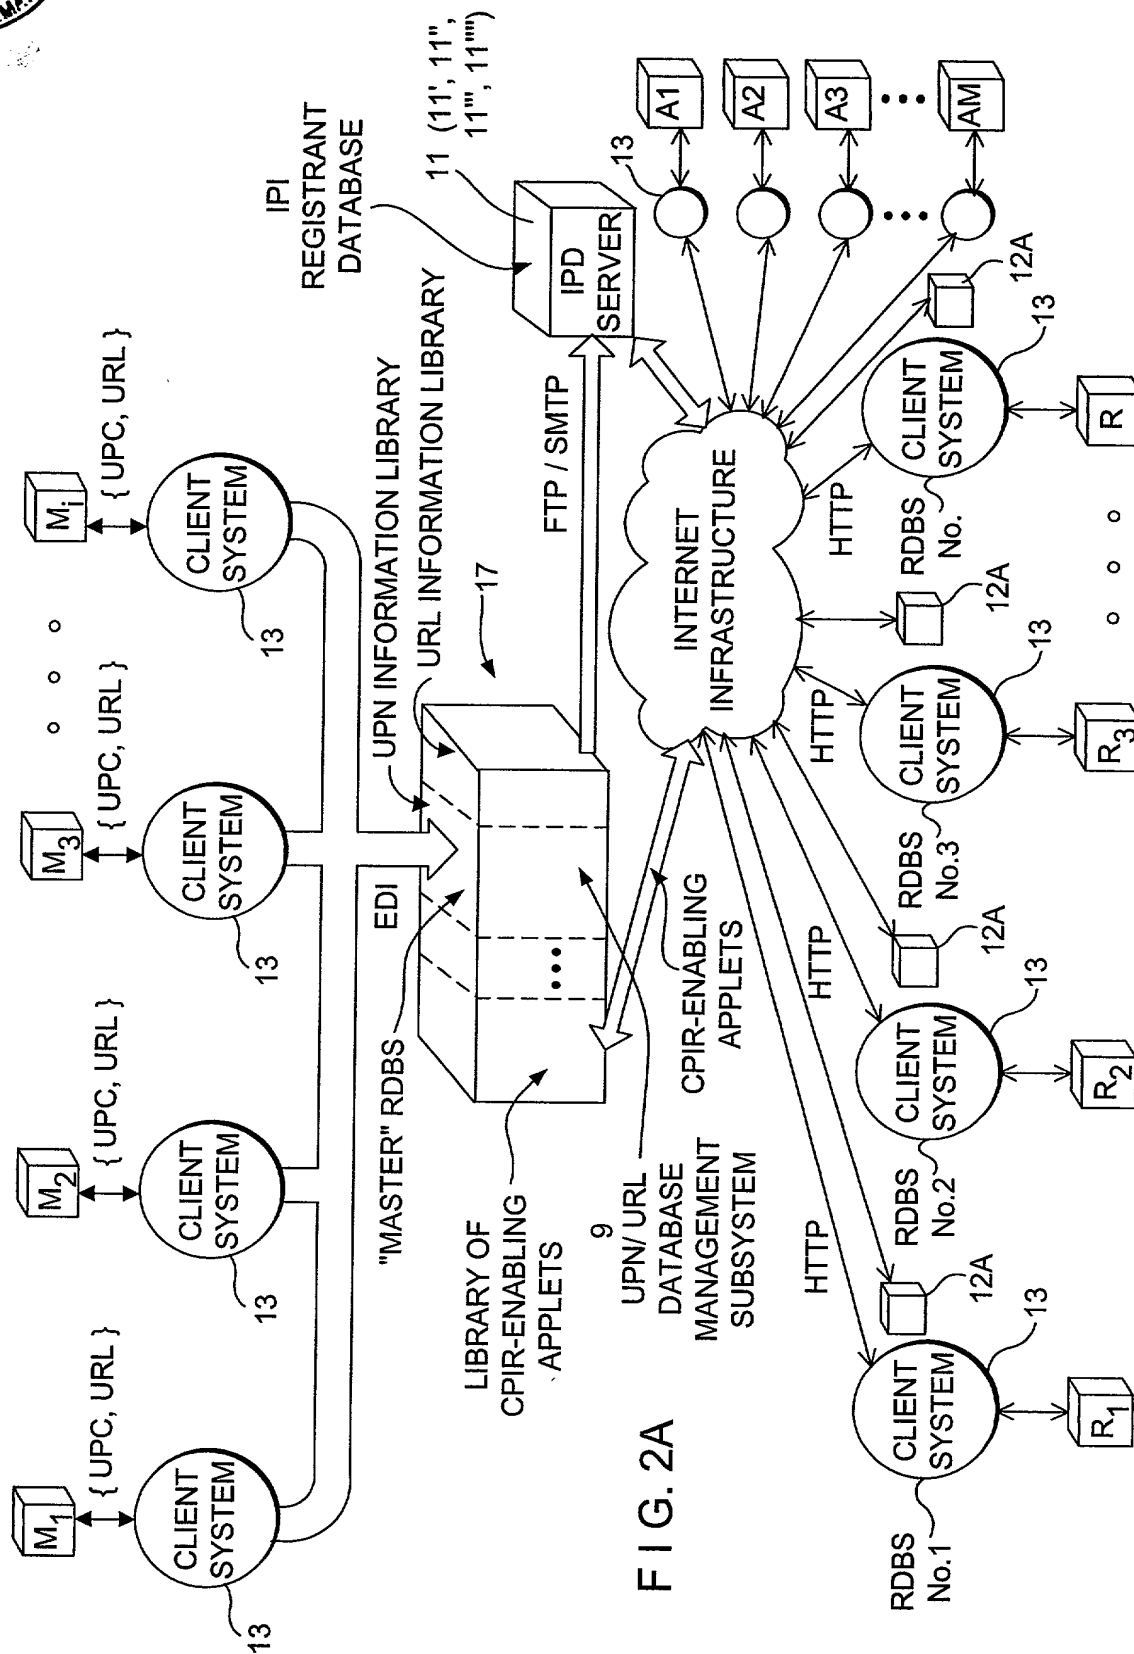 M1
{ UPC, URL }
CLIENT
SYSTEM
13
M2
{ UPC, URL }
CLIENT
SYSTEM
13
M3
{ UPC, URL }
CLIENT
SYSTEM
13
Mi
{ UPC, URL }
CLIENT
SYSTEM
13
EDI
"MASTER" RDBS
UPN INFORMATION LIBRARY
URL INFORMATION LIBRARY
17
LIBRARY OF
CPIR-ENABLING
APPLETS
9
UPN/ URL
DATABASE
MANAGEMENT
SUBSYSTEM
CPIR-ENABLING
APPLETS
FTP / SMTP
IPI
REGISTRANT
DATABASE
11 (11', 11",
11''', 11'''')
IPD
SERVER
INTERNET
INFRASTRUCTURE
13
A1
A2
A3
AM
HTTP
CLIENT
SYSTEM
RDBS
No.1
13
12A
R1
HTTP
CLIENT
SYSTEM
RDBS
No.2
13
12A
R2
HTTP
CLIENT
SYSTEM
RDBS
No.3
13
12A
R3
HTTP
CLIENT
SYSTEM
RDBS
No.
13
12A
R
FIG. 2A